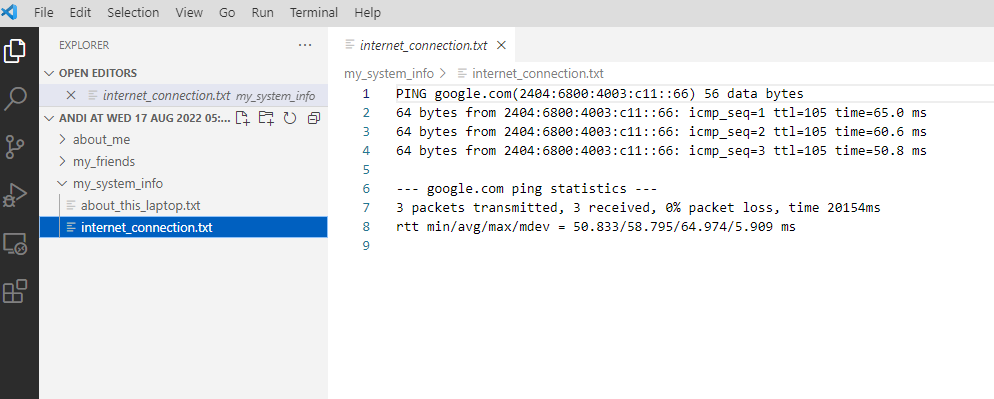 File Edit Selection View Go Run Terminal Help
EXPLORER
OPEN EDITORS
internet_connection.txt my_system_info
ANDI AT WED 17 AUG 2022 05:...
about_me
my_friends
my_system_info
about_this_laptop.txt
internet_connection.txt
internet_connection.txt
my_system_info > internet_connection.txt
1 PING google.com(2404:6800:4003:c11::66) 56 data bytes
2 64 bytes from 2404:6800:4003:c11::66: icmp_seq=1 ttl=105 time=65.0 ms
3 64 bytes from 2404:6800:4003:c11::66: icmp_seq=2 ttl=105 time=60.6 ms
4 64 bytes from 2404:6800:4003:c11::66: icmp_seq=3 ttl=105 time=50.8 ms
5
6 --- google.com ping statistics ---
7 3 packets transmitted, 3 received, 0% packet loss, time 20154ms
8 rtt min/avg/max/mdev = 50.833/58.795/64.974/5.909 ms
9